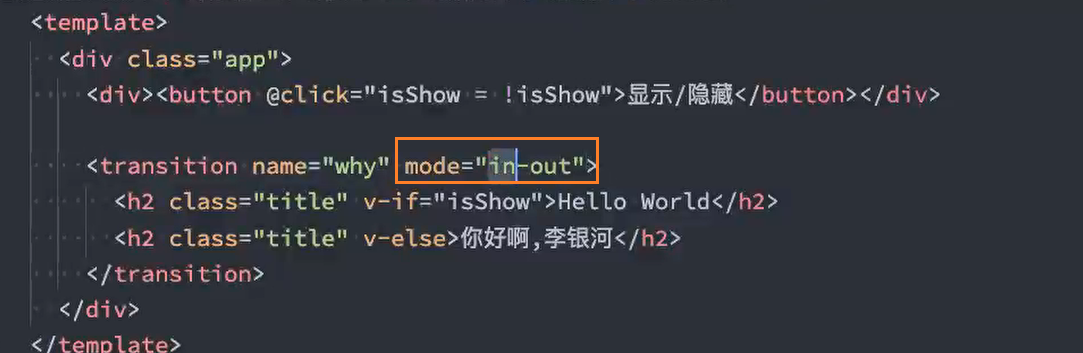 <template>
<div class="app">
<div><button @click="isShow = !isShow">显示/隐藏</button></div>
<transition name="why" mode="in-out">
<h2 class="title" v-if="isShow">Hello World</h2>
<h2 class="title" v-else>你好啊,李银河</h2>
</transition>
</div>
</template>